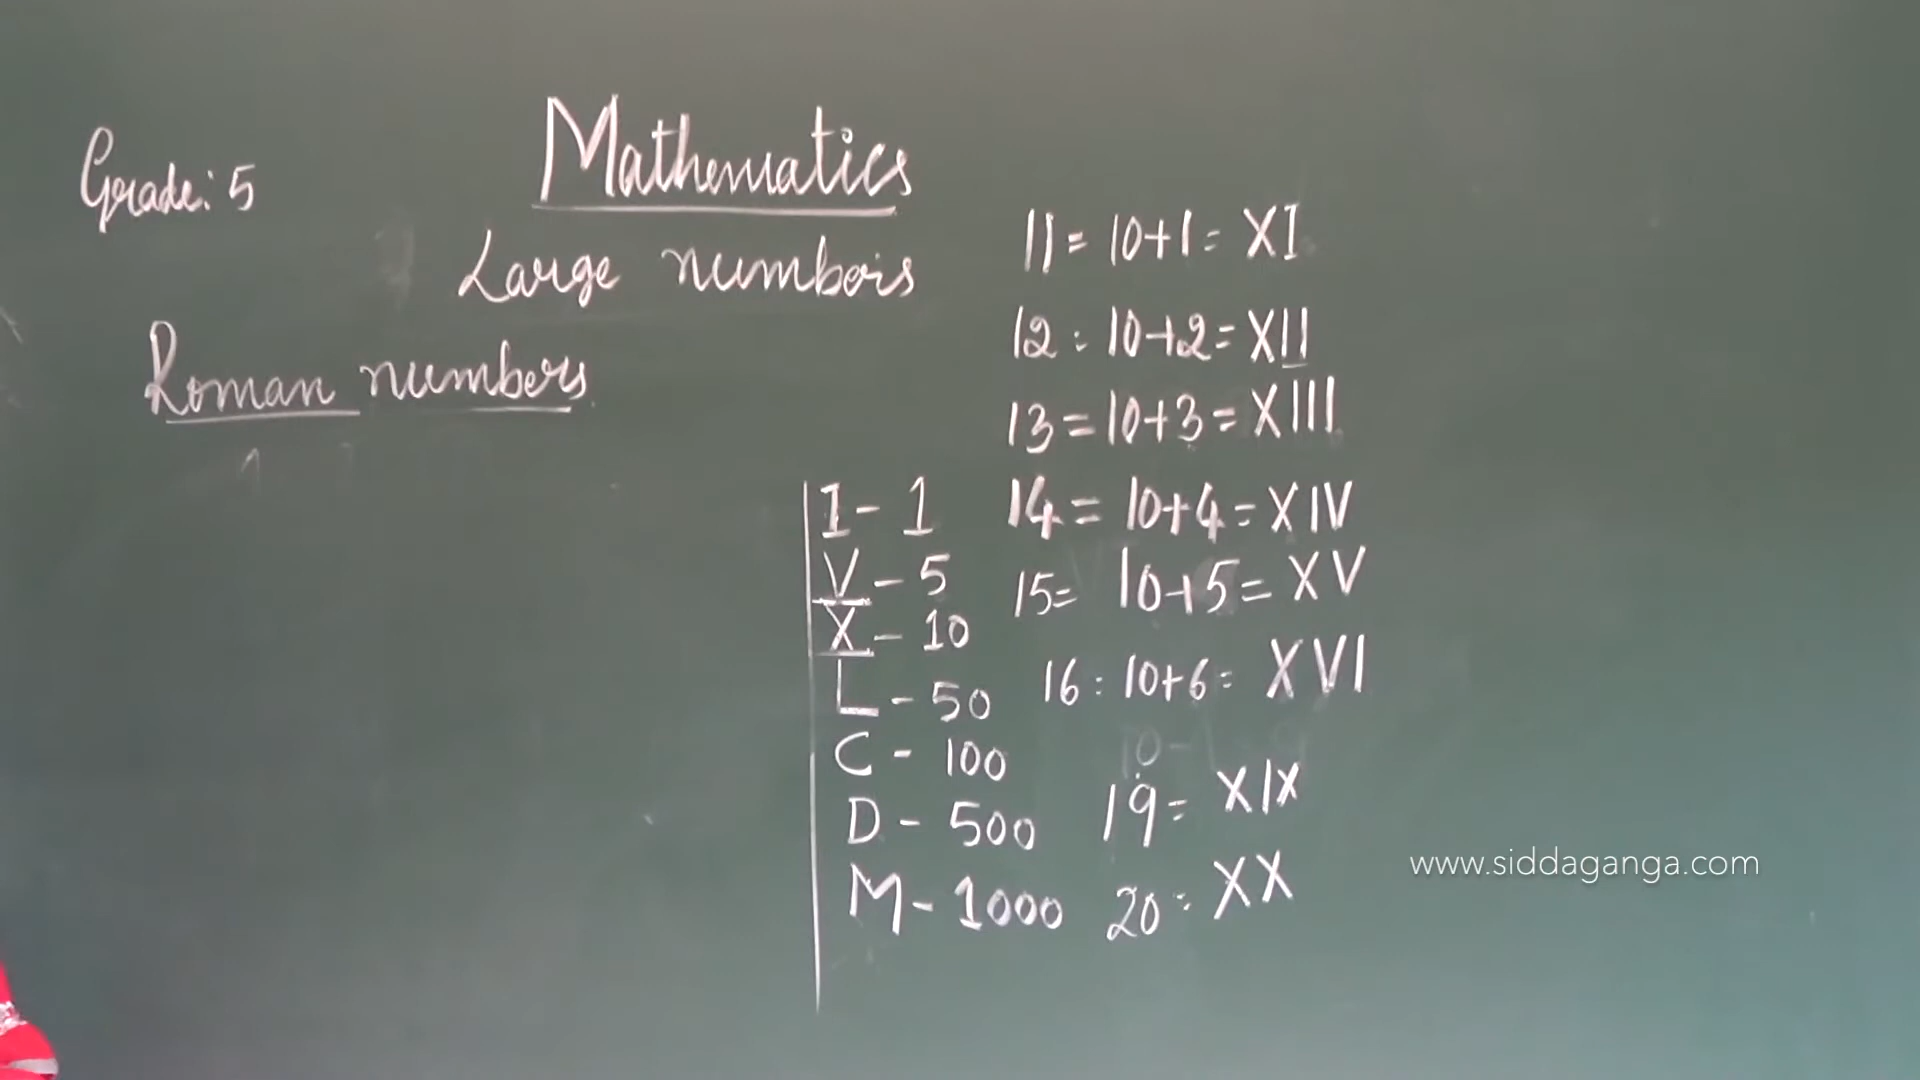 Grade: 5
Mathematics
Large numbers
Roman numbers
I - 1
V - 5
X - 10
L - 50
C - 100
D - 500
M - 1000
11 = 10+1 = XI
12 : 10+2 = XII
13 = 10+3 = XIII
14 = 10+4 = XIV
15 = 10+5 = XV
16 : 10+6 = XVI
19 = XIX
20 = XX
www.siddaganga.com